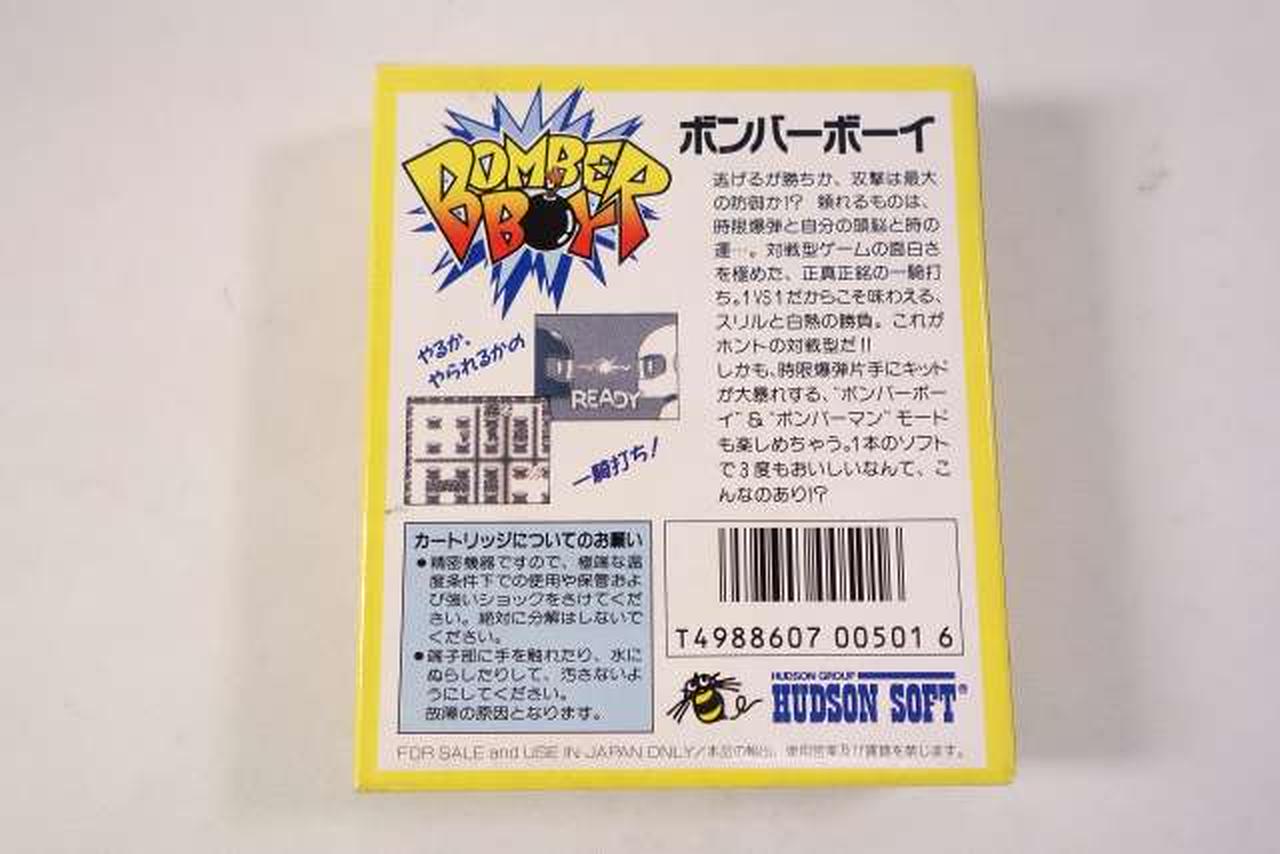 BOMBER
BOY
ボンバーボーイ
逃げるが勝ちか、攻撃は最大
の防御か!? 頼れるものは、
時限爆弾と自分の頭脳と時の
運…。対戦型ゲームの面白さ
を極めた、正真正銘の一騎打
ち。1VS1だからこそ味わえる、
スリルと白熱の勝負。これが
ホントの対戦型だ!!
しかも、時限爆弾片手にキッド
が大暴れする、"ボンバーボー
イ"&"ボンバーマン"モード
も楽しめちゃう。1本のソフト
で3度もおいしいなんて、こ
んなのあり!?
やるか、
やられるかの
READY
一騎打ち!
カートリッジについてのお願い
●精密機器ですので、極端な温
度条件下での使用や保管およ
び強いショックをさけてくだ
さい。絶対に分解はしないで
ください。
●端子部に手を触れたり、水に
ぬらしたりして、汚さないよ
うにしてください。
故障の原因となります。
T4988607 00501 6
HUDSON GROUP
HUDSON SOFT®
FOR SALE and USE IN JAPAN ONLY/本品の輸出、使用営業及び賃貸を禁じます。